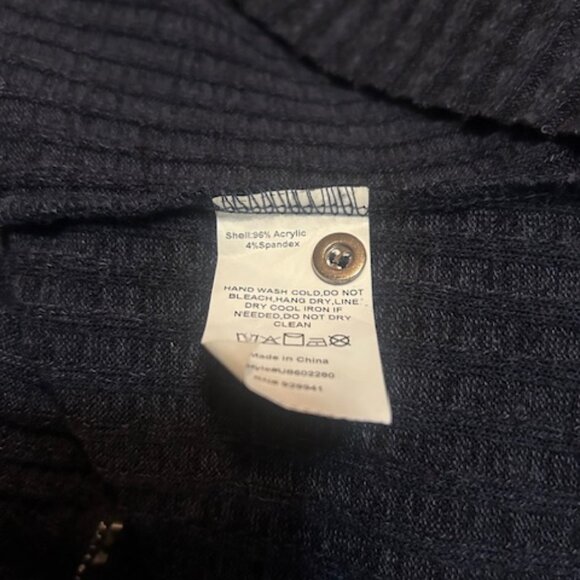 Shell:96% Acrylic
4%Spandex
HAND WASH COLD,DO NOT
BLEACH,HANG DRY,LINE
DRY COOL IRON IF
NEEDED,DO NOT DRY
CLEAN
Made in China